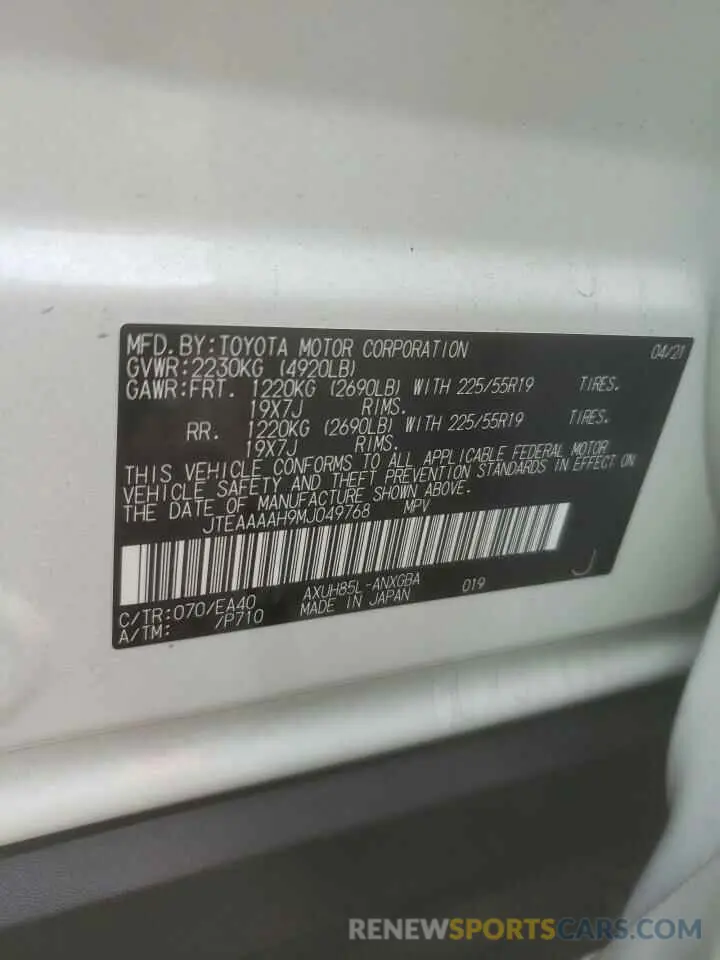 MFD.BY:TOYOTA MOTOR CORPORATION 04/21
GVWR:2230KG (4920LB)
GAWR:FRT. 1220KG (2690LB) WITH 225/55R19 TIRES.
19X7J RIMS.
RR. 1220KG (2690LB) WITH 225/55R19 TIRES.
19X7J RIMS.
THIS VEHICLE CONFORMS TO ALL APPLICABLE FEDERAL MOTOR
VEHICLE SAFETY AND THEFT PREVENTION STANDARDS IN EFFECT ON
THE DATE OF MANUFACTURE SHOWN ABOVE.
JTEAAAAH9MJ049768 MPV
C/TR:070/EA40 AXUH85L-ANXGBA 019 J
A/TM: /P710 MADE IN JAPAN
RENEWSPORTSCARS.COM